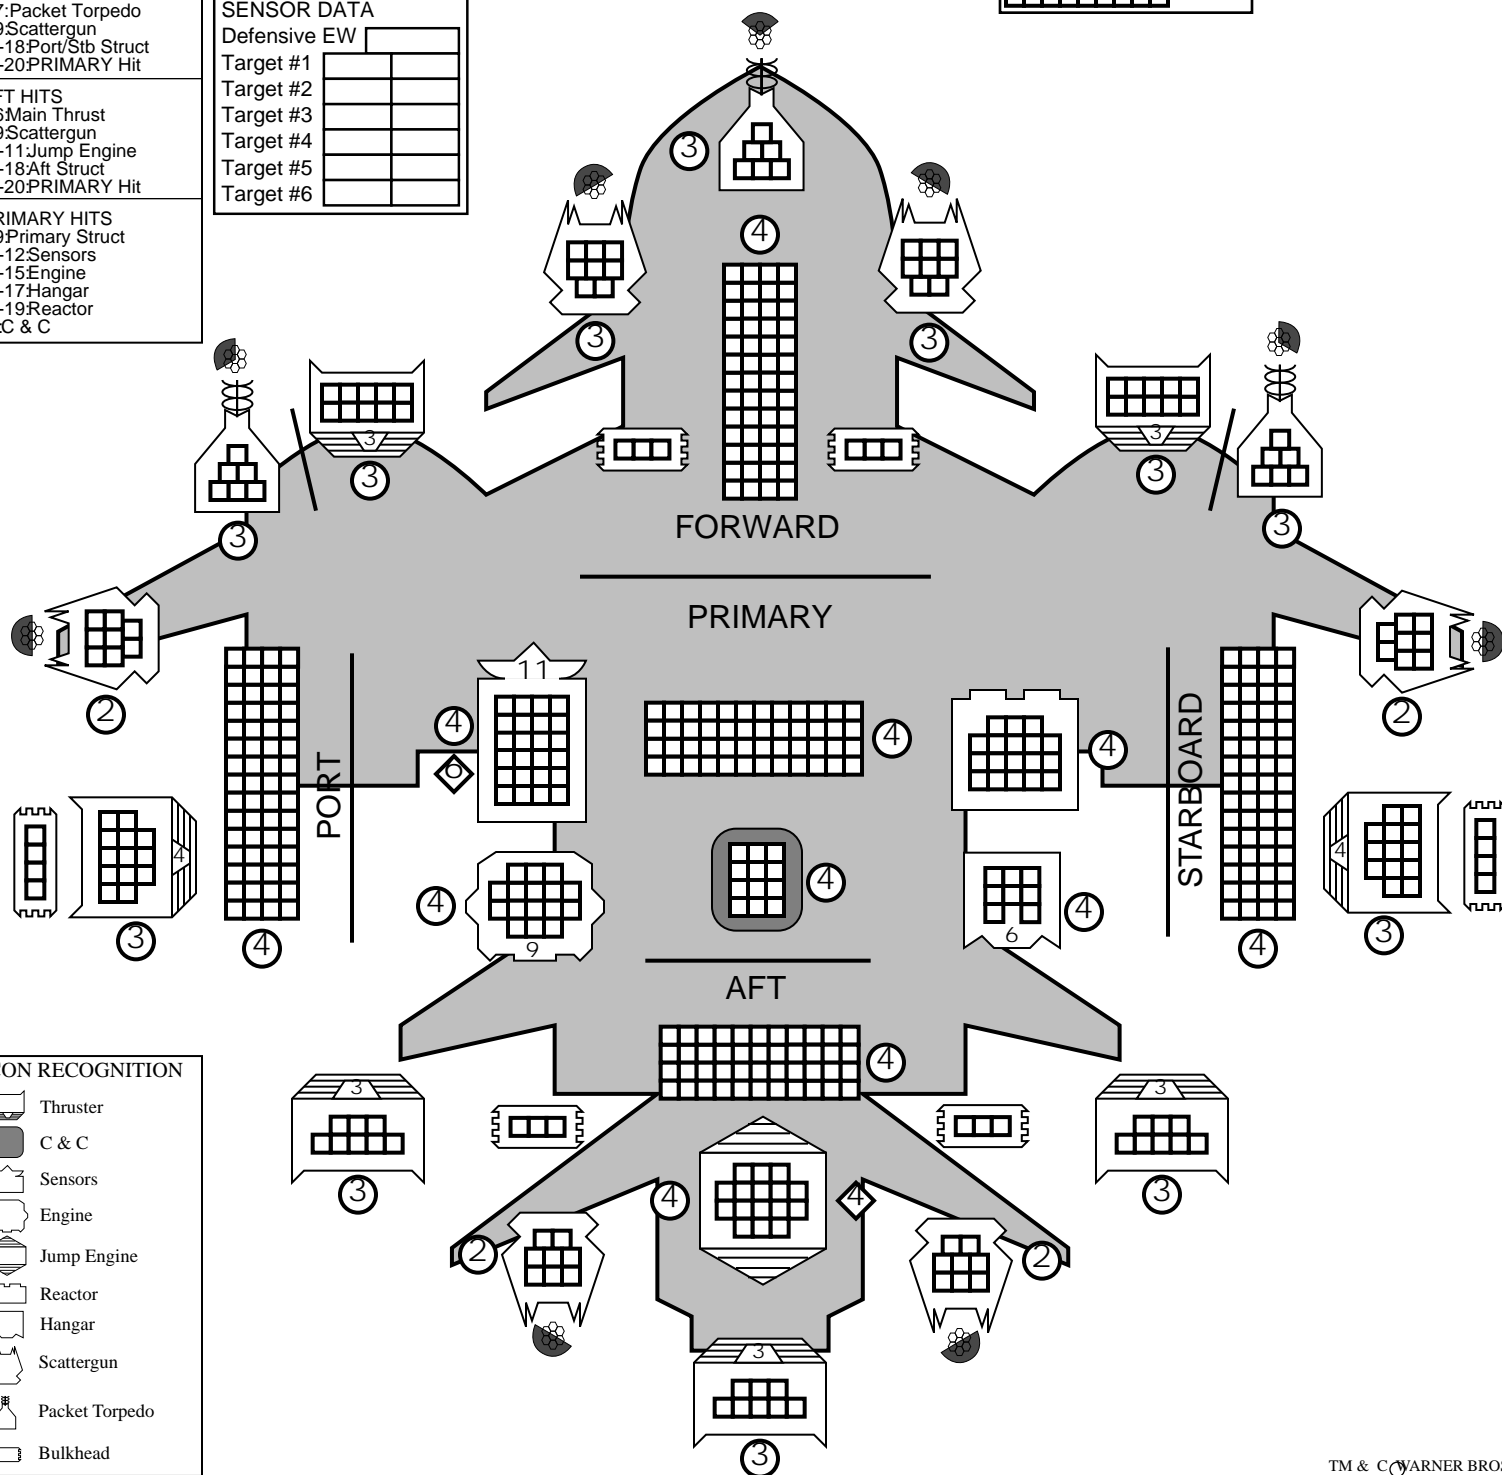 7:Packet Torpedo
9:Scattergun
-18:Port/Stb Struct
-20:PRIMARY Hit
FT HITS
6:Main Thrust
9:Scattergun
-11:Jump Engine
-18:Aft Struct
-20:PRIMARY Hit
RIMARY HITS
9:Primary Struct
-12:Sensors
-15:Engine
-17:Hangar
-19:Reactor
:C & C
SENSOR DATA
Defensive EW
Target #1
Target #2
Target #3
Target #4
Target #5
Target #6
3
4
3
3
3
3
3
3
3
3
FORWARD
PRIMARY
2
2
11
4
6
4
4
PORT
STARBOARD
4
4
3
4
4
9
4
4
6
4
4
3
AFT
4
3
3
3
3
4
4
2
2
3
3
ON RECOGNITION
Thruster
C & C
Sensors
Engine
Jump Engine
Reactor
Hangar
Scattergun
Packet Torpedo
Bulkhead
TM & C WARNER BROS